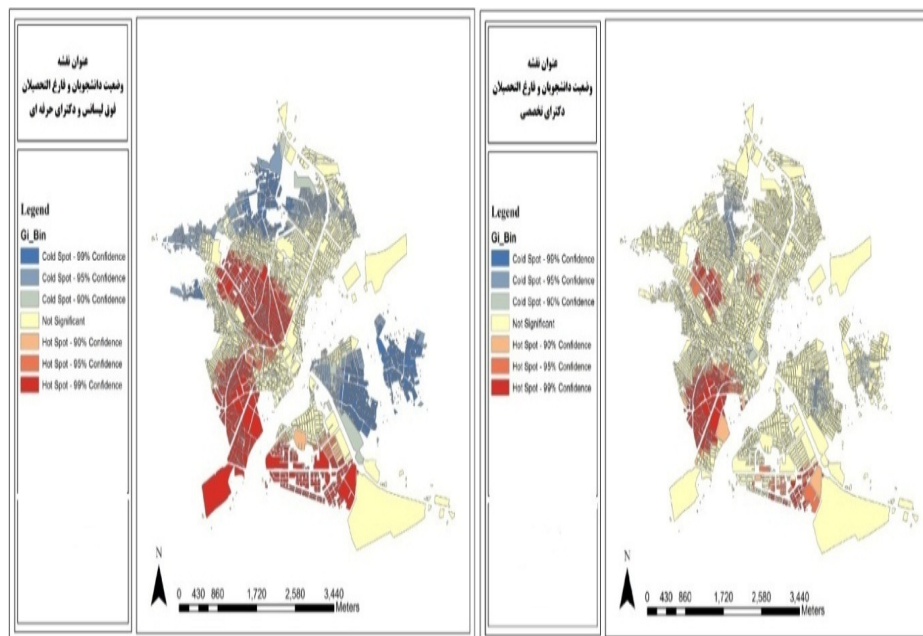 عنوان نقشه
وضعیت دانشجویان و فارغ التحصیلان
فوق لیسانس و دکترای حرفه ای
Legend
Gi_Bin
Cold Spot - 99% Confidence
Cold Spot - 95% Confidence
Cold Spot - 90% Confidence
Not Significant
Hot Spot - 90% Confidence
Hot Spot - 95% Confidence
Hot Spot - 99% Confidence
N
0 430 860 1,720 2,580 3,440
Meters
عنوان نقشه
وضعیت دانشجویان و فارغ التحصیلان
دکترای تخصصی
Legend
Gi_Bin
Cold Spot - 99% Confidence
Cold Spot - 95% Confidence
Cold Spot - 90% Confidence
Not Significant
Hot Spot - 90% Confidence
Hot Spot - 95% Confidence
Hot Spot - 99% Confidence
N
0 430 860 1,720 2,580 3,440
Meters